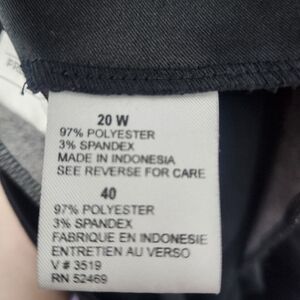 20 W
97% POLYESTER
3% SPANDEX
MADE IN INDONESIA
SEE REVERSE FOR CARE
40
97% POLYESTER
3% SPANDEX
FABRIQUE EN INDONESIE
ENTRETIEN AU VERSO
V # 3519
RN 52469